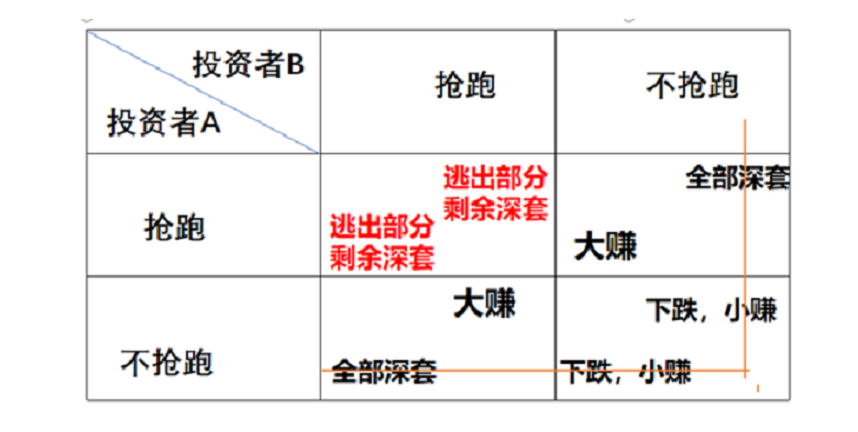 投资者B
投资者A
抢跑
不抢跑
抢跑
逃出部分
剩余深套
逃出部分
剩余深套
全部深套
大赚
不抢跑
大赚
全部深套
下跌，小赚
下跌，小赚